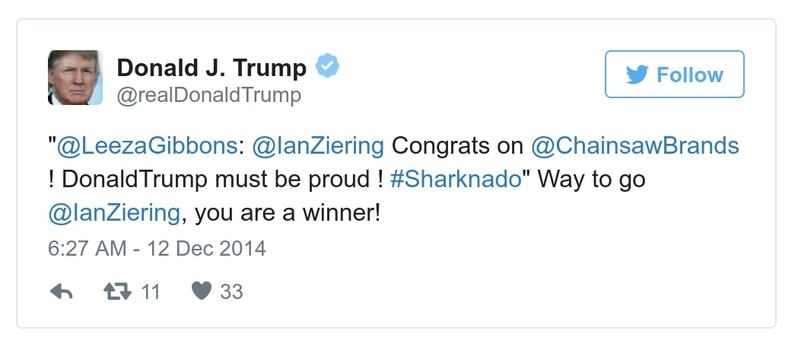 Donald J. Trump
@realDonaldTrump
Follow
"@LeezaGibbons: @IanZiering Congrats on @ChainsawBrands
! DonaldTrump must be proud ! #Sharknado" Way to go
@IanZiering, you are a winner!
6:27 AM - 12 Dec 2014
11 33